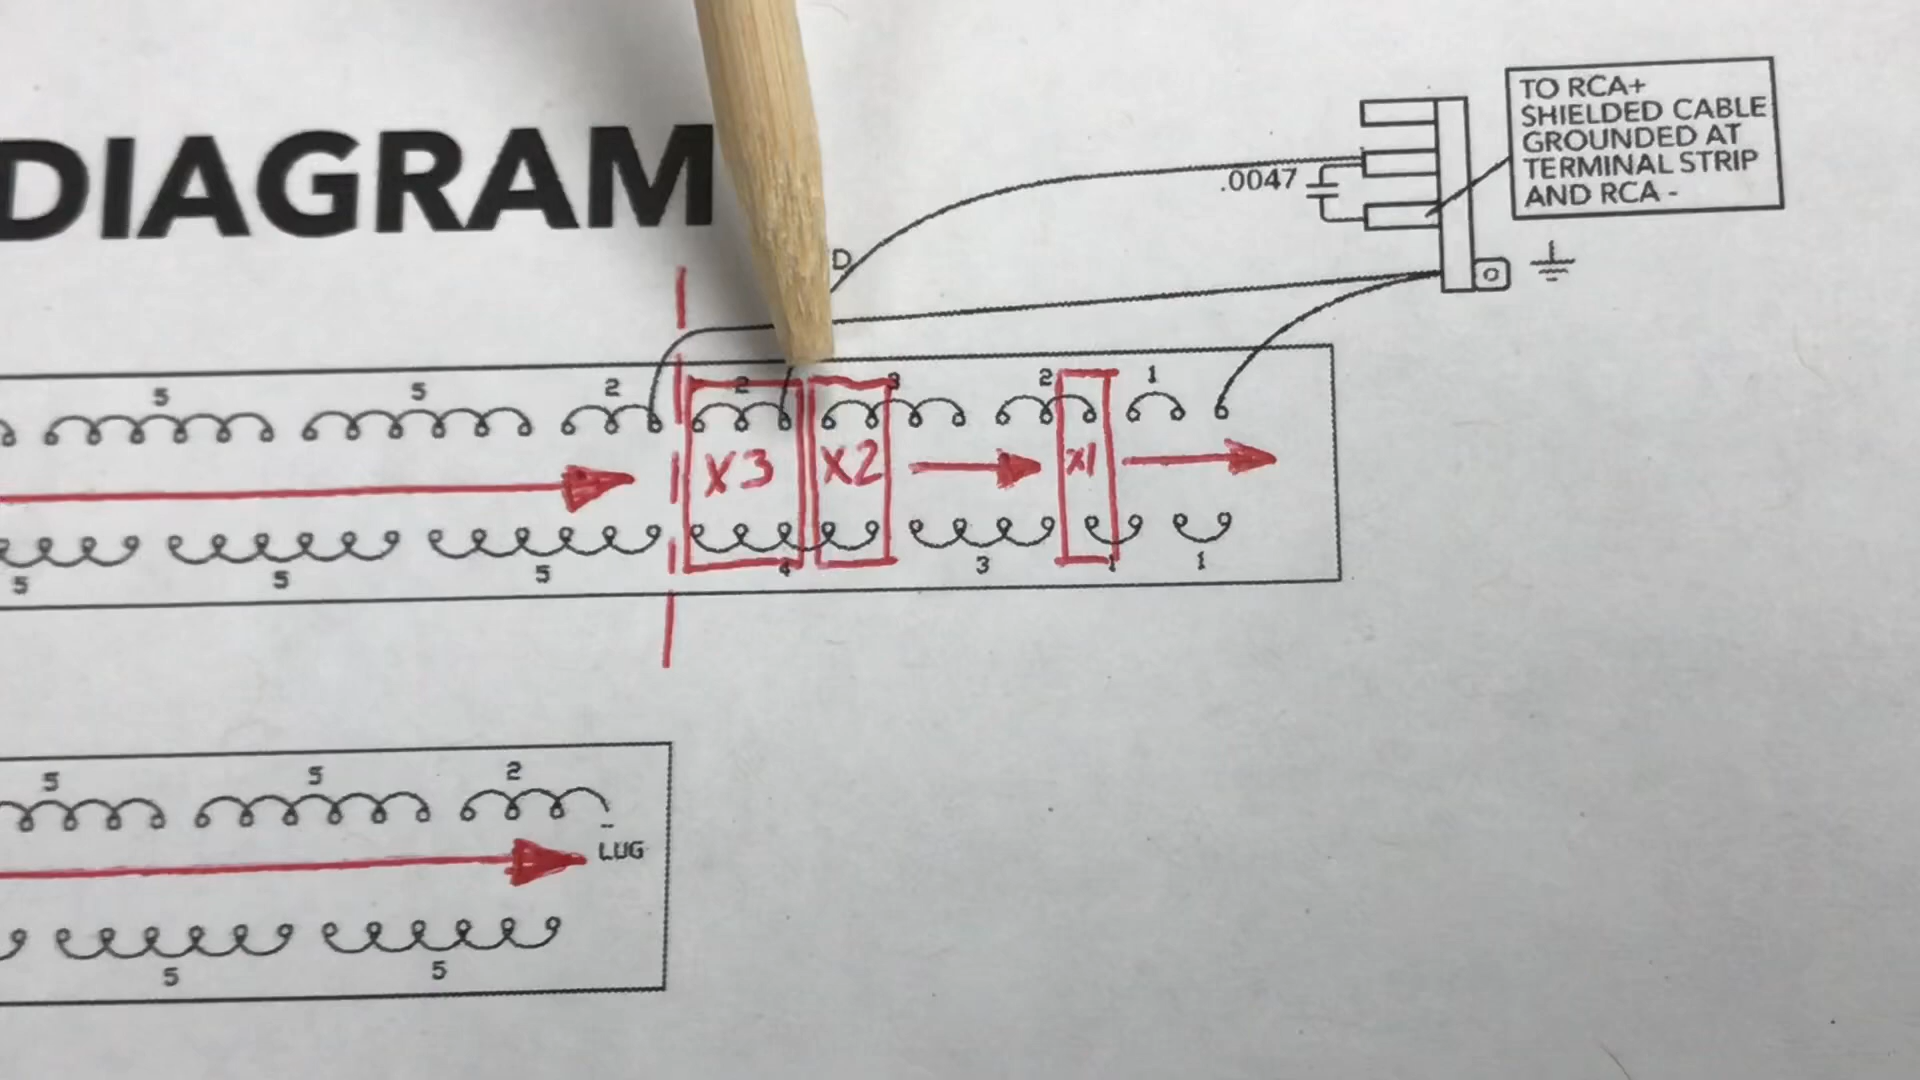 DIAGRAM
TO RCA+
SHIELDED CABLE
GROUNDED AT
TERMINAL STRIP
AND RCA -
.0047
D
5 5 2 2 3 2 1
X3 X2 X1
5 5 5 4 3 1 1
5 5 2
LUG
5 5